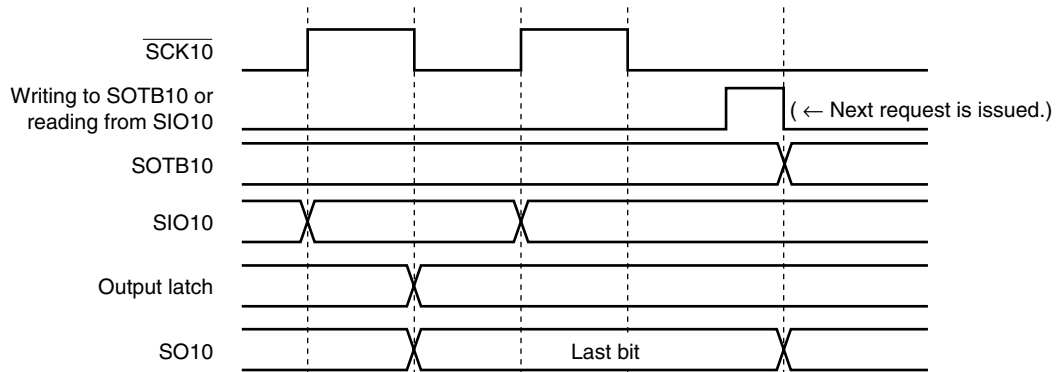 SCK10
Writing to SOTB10 or
reading from SIO10
( ← Next request is issued.)
SOTB10
SIO10
Output latch
SO10
Last bit